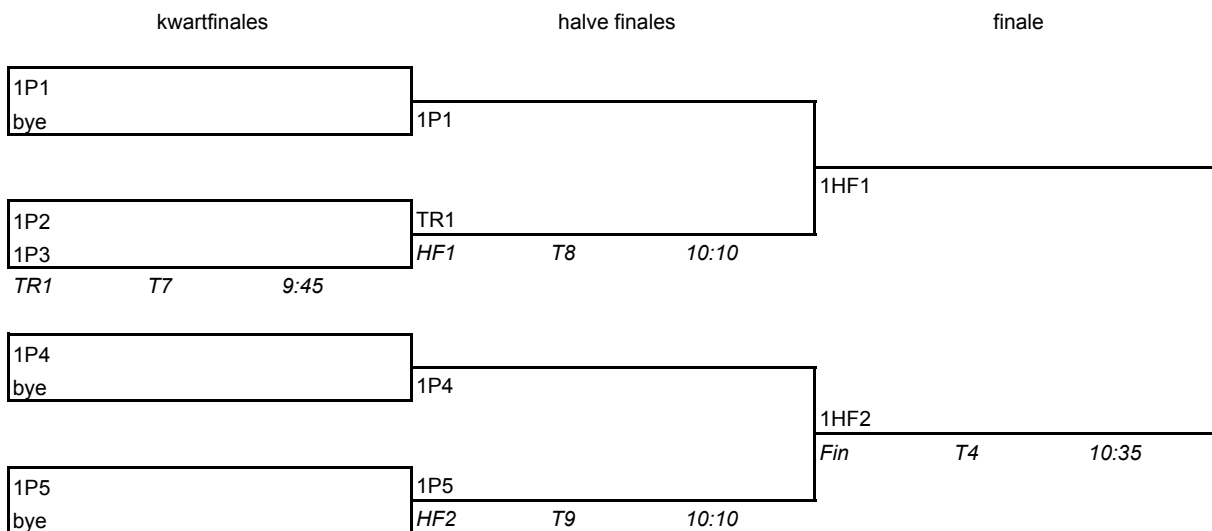 kwartfinales halve finales finale
1P1
bye
1P1
1HF1
1P2
TR1
1P3
HF1 T8 10:10
TR1 T7 9:45
1P4
bye
1P4
1HF2
Fin T4 10:35
1P5
1P5
bye
HF2 T9 10:10